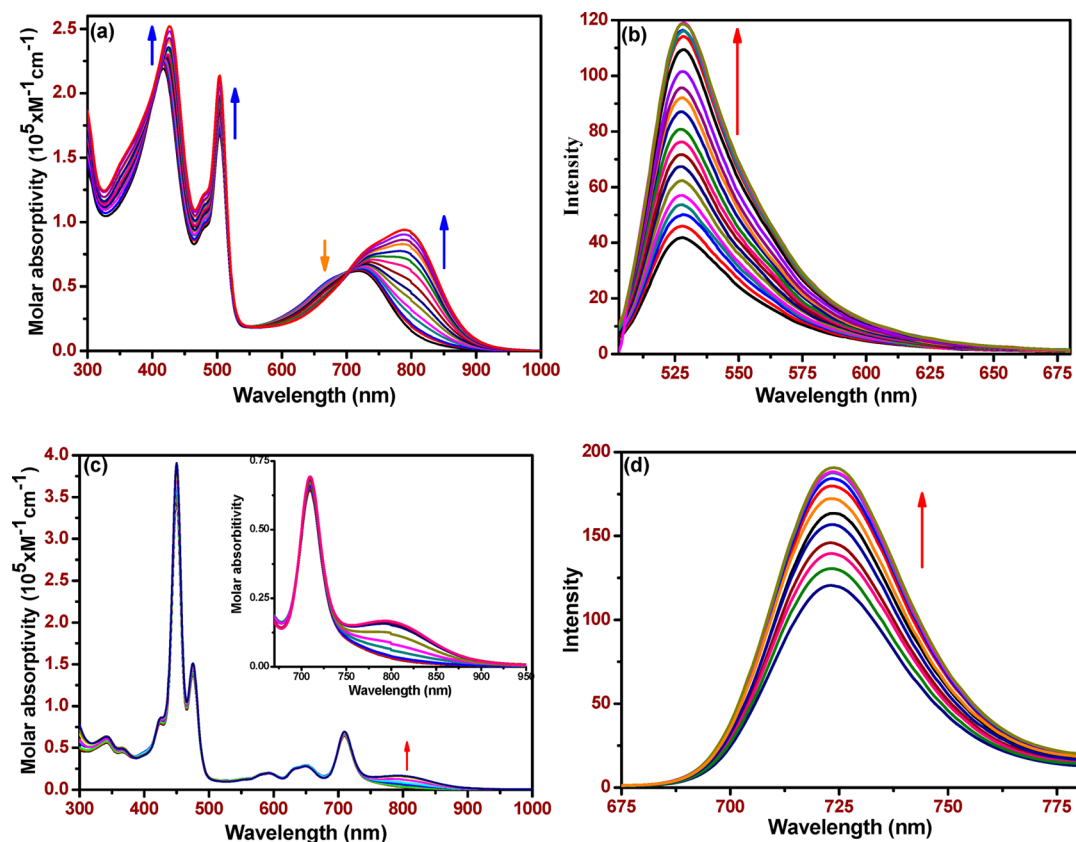 (a)
Molar absorptivity (10⁵xM⁻¹cm⁻¹)
2.5
2.0
1.5
1.0
0.5
0.0
300 400 500 600 700 800 900 1000
Wavelength (nm)
(b)
Intensity
120
100
80
60
40
20
0
525 550 575 600 625 650 675
Wavelength (nm)
(c)
Molar absorptivity (10⁵xM⁻¹cm⁻¹)
4.0
3.5
3.0
2.5
2.0
1.5
1.0
0.5
0.0
300 400 500 600 700 800 900 1000
Wavelength (nm)
Molar absorbitivity
0.75
0.50
0.25
0.00
700 750 800 850 900 950
Wavelength (nm)
(d)
Intensity
200
150
100
50
0
675 700 725 750 775
Wavelength (nm)